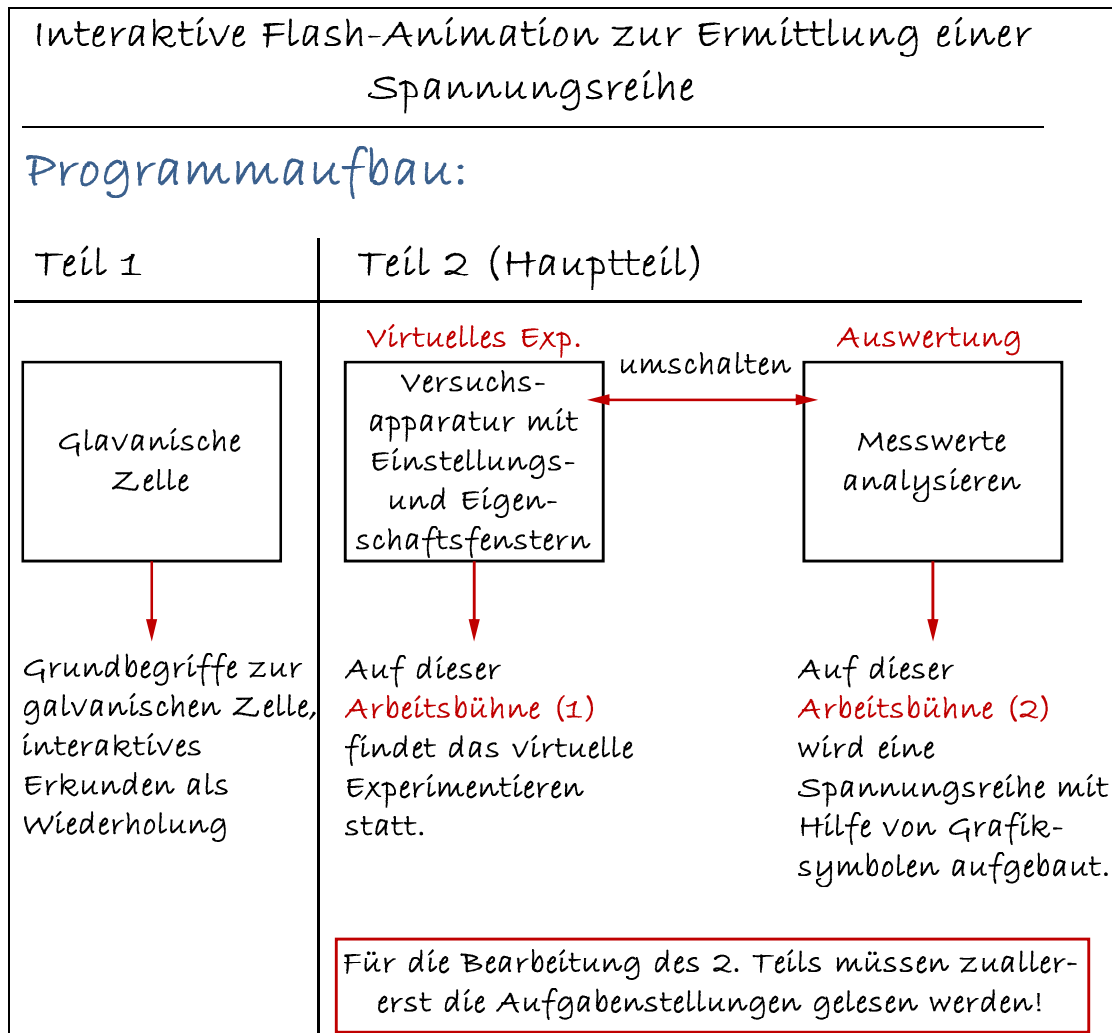 Interaktive Flash-Animation zur Ermittlung einer
Spannungsreihe
Programmaufbau:
Teil 1
Teil 2 (Hauptteil)
Glavanische
Zelle
Grundbegriffe zur
galvanischen Zelle,
interaktives
Erkunden als
Wiederholung
Virtuelles Exp.
Versuchs-
apparatur mit
Einstellungs-
und Eigen-
schaftsfenstern
umschalten
Auswertung
Messwerte
analysieren
Auf dieser
Arbeitsbühne (1)
findet das virtuelle
Experimentieren
statt.
Auf dieser
Arbeitsbühne (2)
wird eine
Spannungsreihe mit
Hilfe von Grafik-
symbolen aufgebaut.
Für die Bearbeitung des 2. Teils müssen zualler-
erst die Aufgabenstellungen gelesen werden!